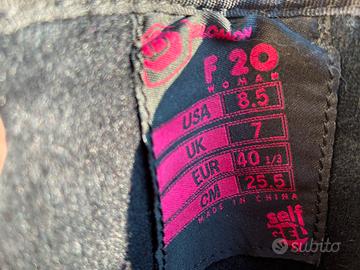 SALOMON
F 20
WOMAN
USA 8.5
UK 7
EUR 40 1/3
CM 25.5
MADE IN CHINA
self
subito